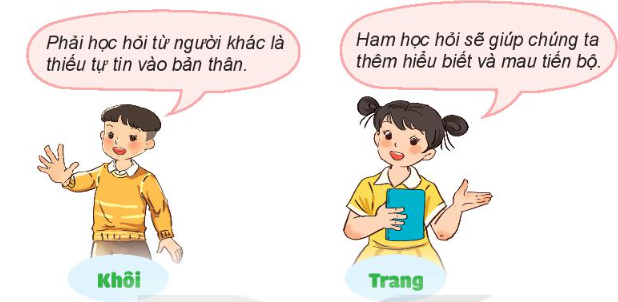 Phải học hỏi từ người khác là
thiếu tự tin vào bản thân.
Ham học hỏi sẽ giúp chúng ta
thêm hiểu biết và mau tiến bộ.
Khôi
Trang